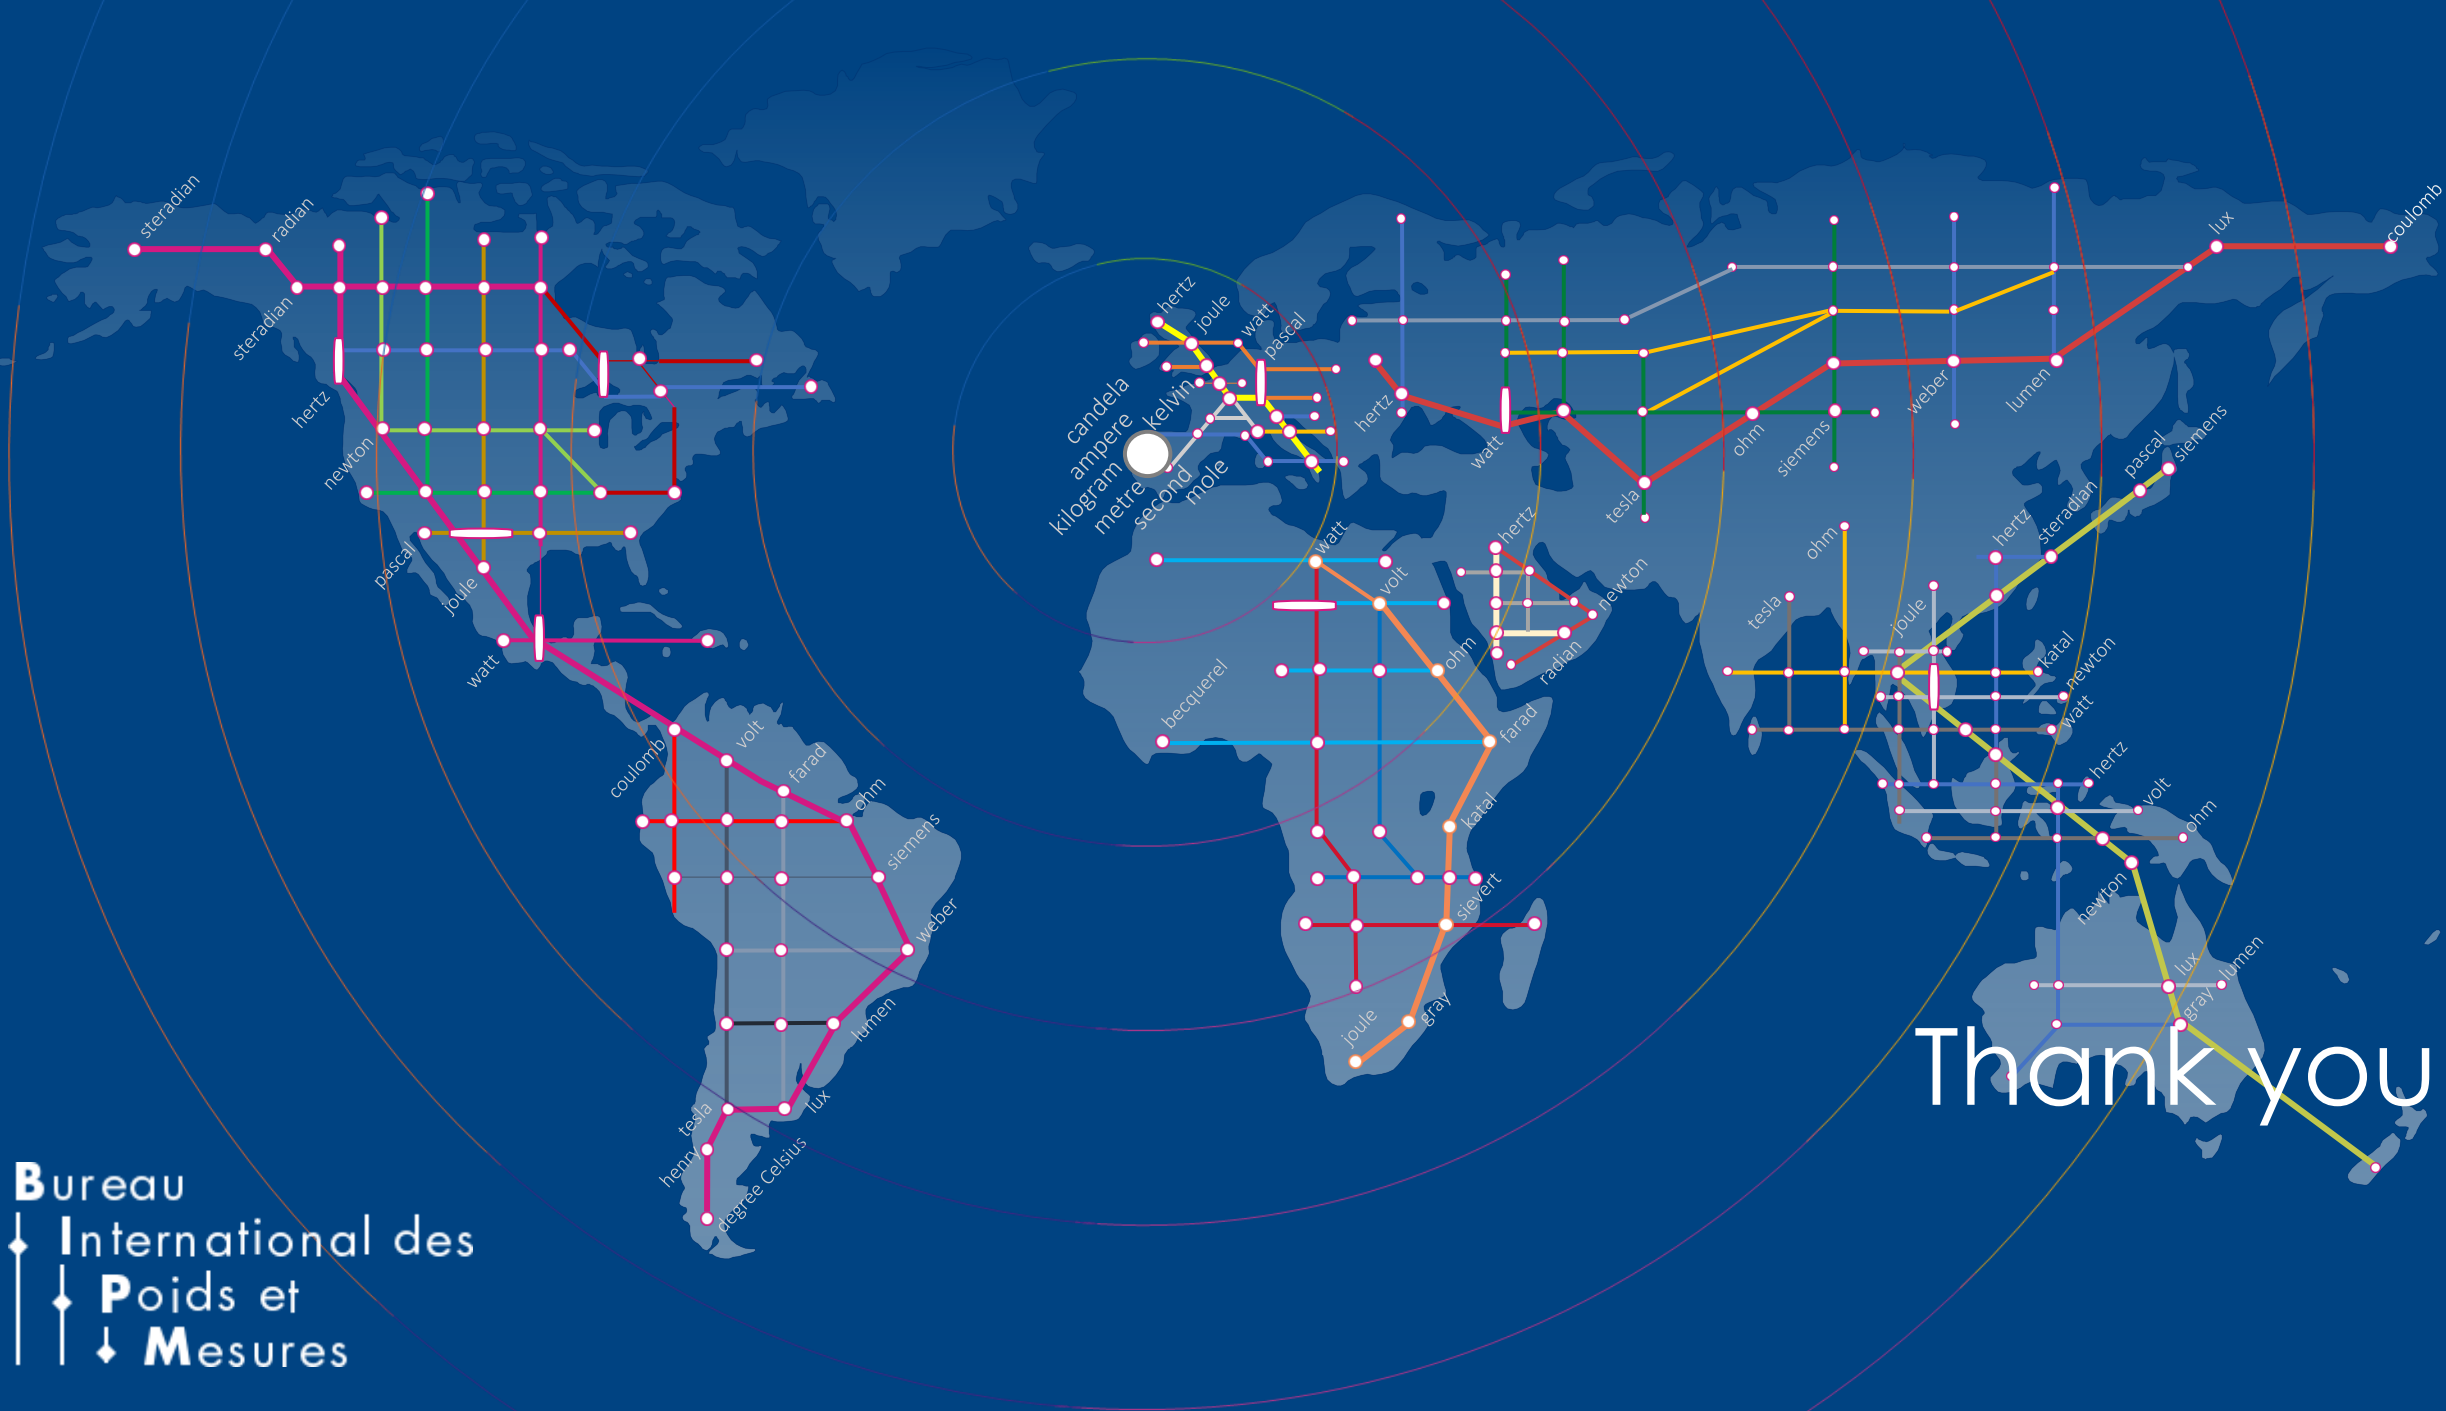 steradian
radian
steradian
hertz
newton
pascal
joule
watt
coulomb
volt
farad
ohm
siemens
weber
lumen
lux
tesla
henry
degree Celsius
hertz
joule
watt
pascal
candela
ampere
kelvin
kilogram
metre
second
mole
hertz
watt
tesla
ohm
siemens
weber
lumen
lux
coulomb
watt
volt
ohm
becquerel
farad
katal
sievert
gray
joule
hertz
newton
radian
tesla
ohm
joule
hertz
steradian
pascal
siemens
katal
newton
watt
hertz
volt
ohm
newton
lux
lumen
gray
Thank you
Bureau
International des
Poids et
Mesures